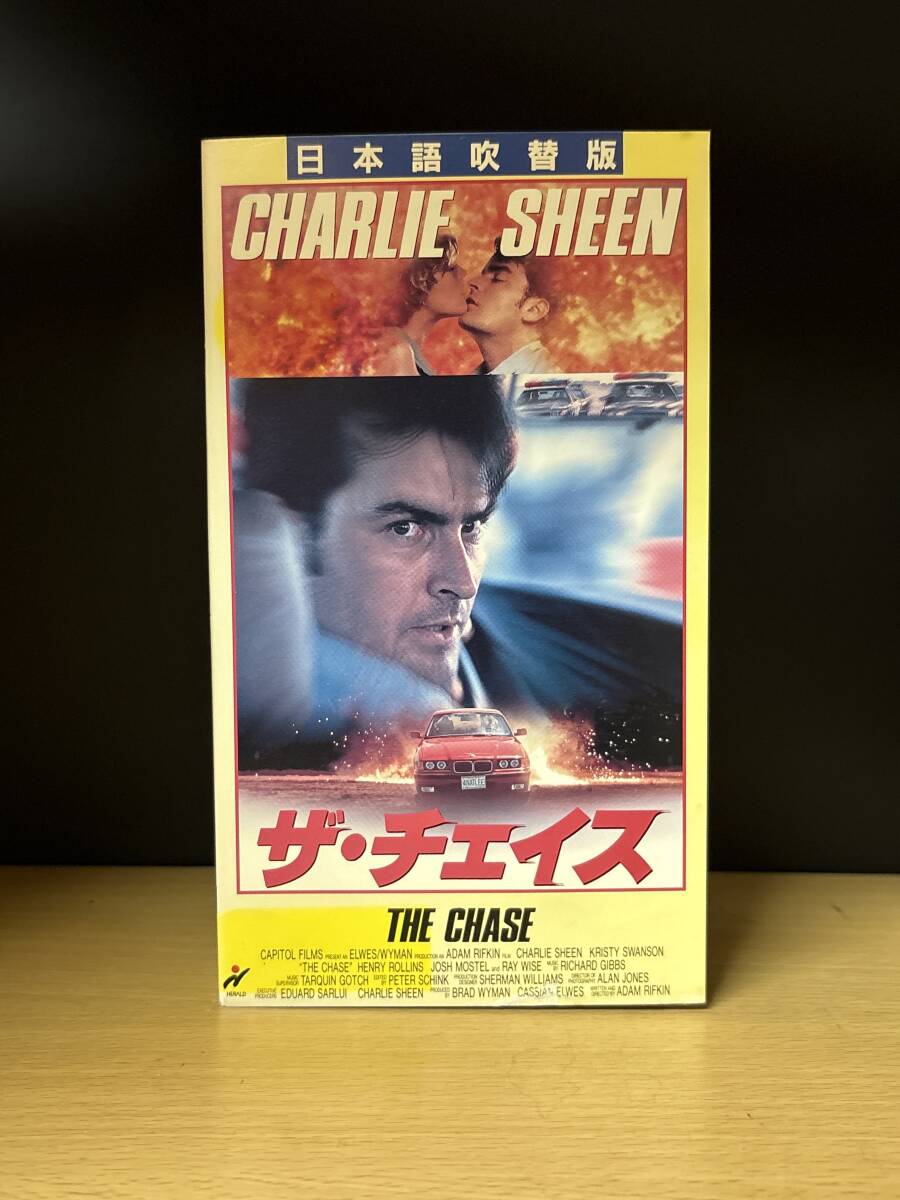 日本語吹替版
CHARLIE SHEEN
4NATLEE
ザ・チェイス
THE CHASE
CAPITOL FILMS PRESENT AN ELWES/WYMAN PRODUCTION AN ADAM RIFKIN FILM CHARLIE SHEEN KRISTY SWANSON
"THE CHASE" HENRY ROLLINS JOSH MOSTEL and RAY WISE MUSIC BY RICHARD GIBBS
MUSIC SUPERVISOR TARQUIN GOTCH EDITED BY PETER SCHINK PRODUCTION DESIGNER SHERMAN WILLIAMS DIRECTOR OF PHOTOGRAPHY ALAN JONES
EXECUTIVE PRODUCERS EDUARD SARLUI CHARLIE SHEEN PRODUCED BY BRAD WYMAN CASSIAN ELWES WRITTEN AND DIRECTED BY ADAM RIFKIN
HERALD